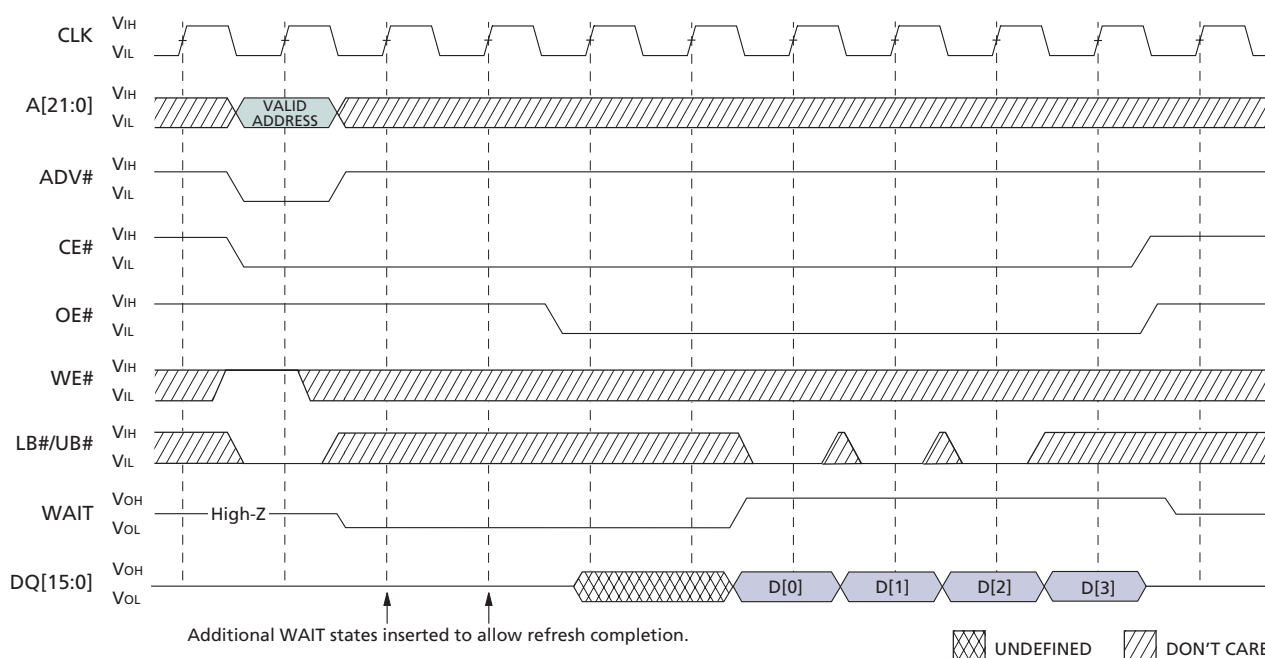 CLK VIH
VIL
A[21:0] VIH
VIL
VALID
ADDRESS
ADV# VIH
VIL
CE# VIH
VIL
OE# VIH
VIL
WE# VIH
VIL
LB#/UB# VIH
VIL
WAIT VOH
VOL
High-Z
DQ[15:0] VOH
VOL
D[0] D[1] D[2] D[3]
Additional WAIT states inserted to allow refresh completion.
UNDEFINED DON'T CARE